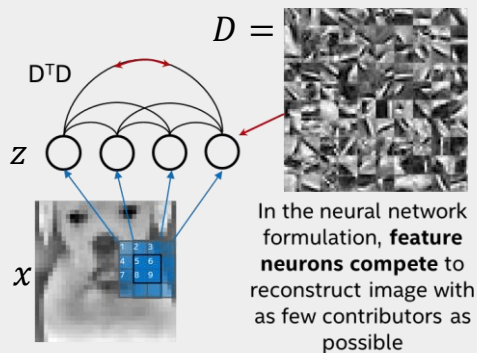 D =
DᵀD
z
x
1 2 3
4 5 6
7 8 9
In the neural network
formulation, feature
neurons compete to
reconstruct image with
as few contributors as
possible